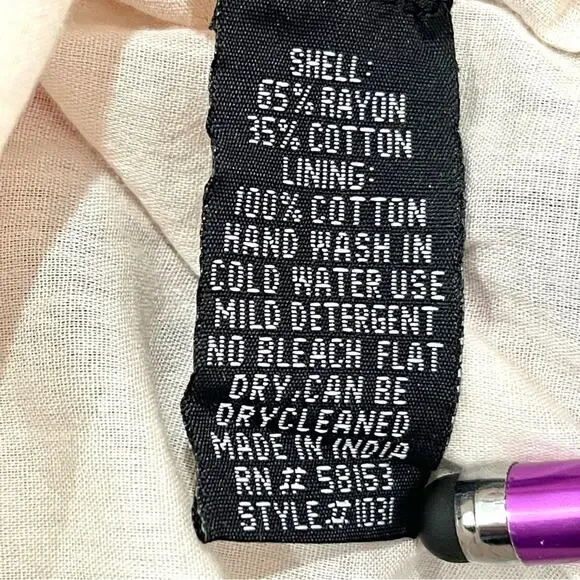 SHELL:
65% RAYON
35% COTTON
LINING:
100% COTTON
HAND WASH IN
COLD WATER USE
MILD DETERGENT
NO BLEACH FLAT
DRY,CAN BE
DRYCLEANED
MADE IN INDIA
RN # 58153
STYLE#1031